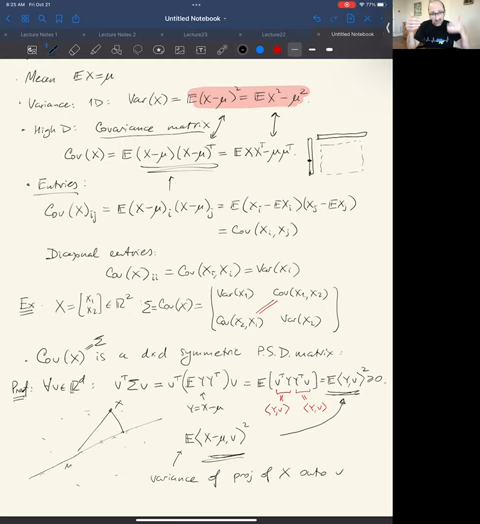 8:25 AM Fri Oct 21
77%
Untitled Notebook
Lecture Notes 1
Lecture Notes 2
Lecture23
Lecture22
Untitled Notebook
• Mean 𝔼X=μ
• Variance: 1D: Var(X) = 𝔼(X-μ)² = 𝔼X²-μ².
• High D: Covariance matrix
Cov(X) = 𝔼(X-μ)(X-μ)ᵀ = 𝔼XXᵀ-μμᵀ.
• Entries:
Cov(X)ᵢⱼ = 𝔼(X-μ)ᵢ(X-μ)ⱼ = 𝔼(Xᵢ-𝔼Xᵢ)(Xⱼ-𝔼Xⱼ)
= Cov(Xᵢ,Xⱼ)
Diagonal entries:
Cov(X)ᵢᵢ = Cov(Xᵢ,Xᵢ) = Var(Xᵢ)
Ex. X = [X₁ X₂] ∈ ℝ² Σ=Cov(X) = (Var(X₁) Cov(X₁,X₂)
Cov(X₂,X₁) Var(X₂))
• Cov(X) = Σ is a d×d symmetric P.S.D. matrix:
Proof: ∀v∈ℝᵈ: vᵀΣv = vᵀ(𝔼YYᵀ)v = 𝔼[vᵀYYᵀv] = 𝔼⟨Y,v⟩² ≥ 0.
Y=X-μ
⟨Y,v⟩ ⟨Y,v⟩
X
μ
𝔼⟨X-μ,v⟩²
variance of proj of X onto v